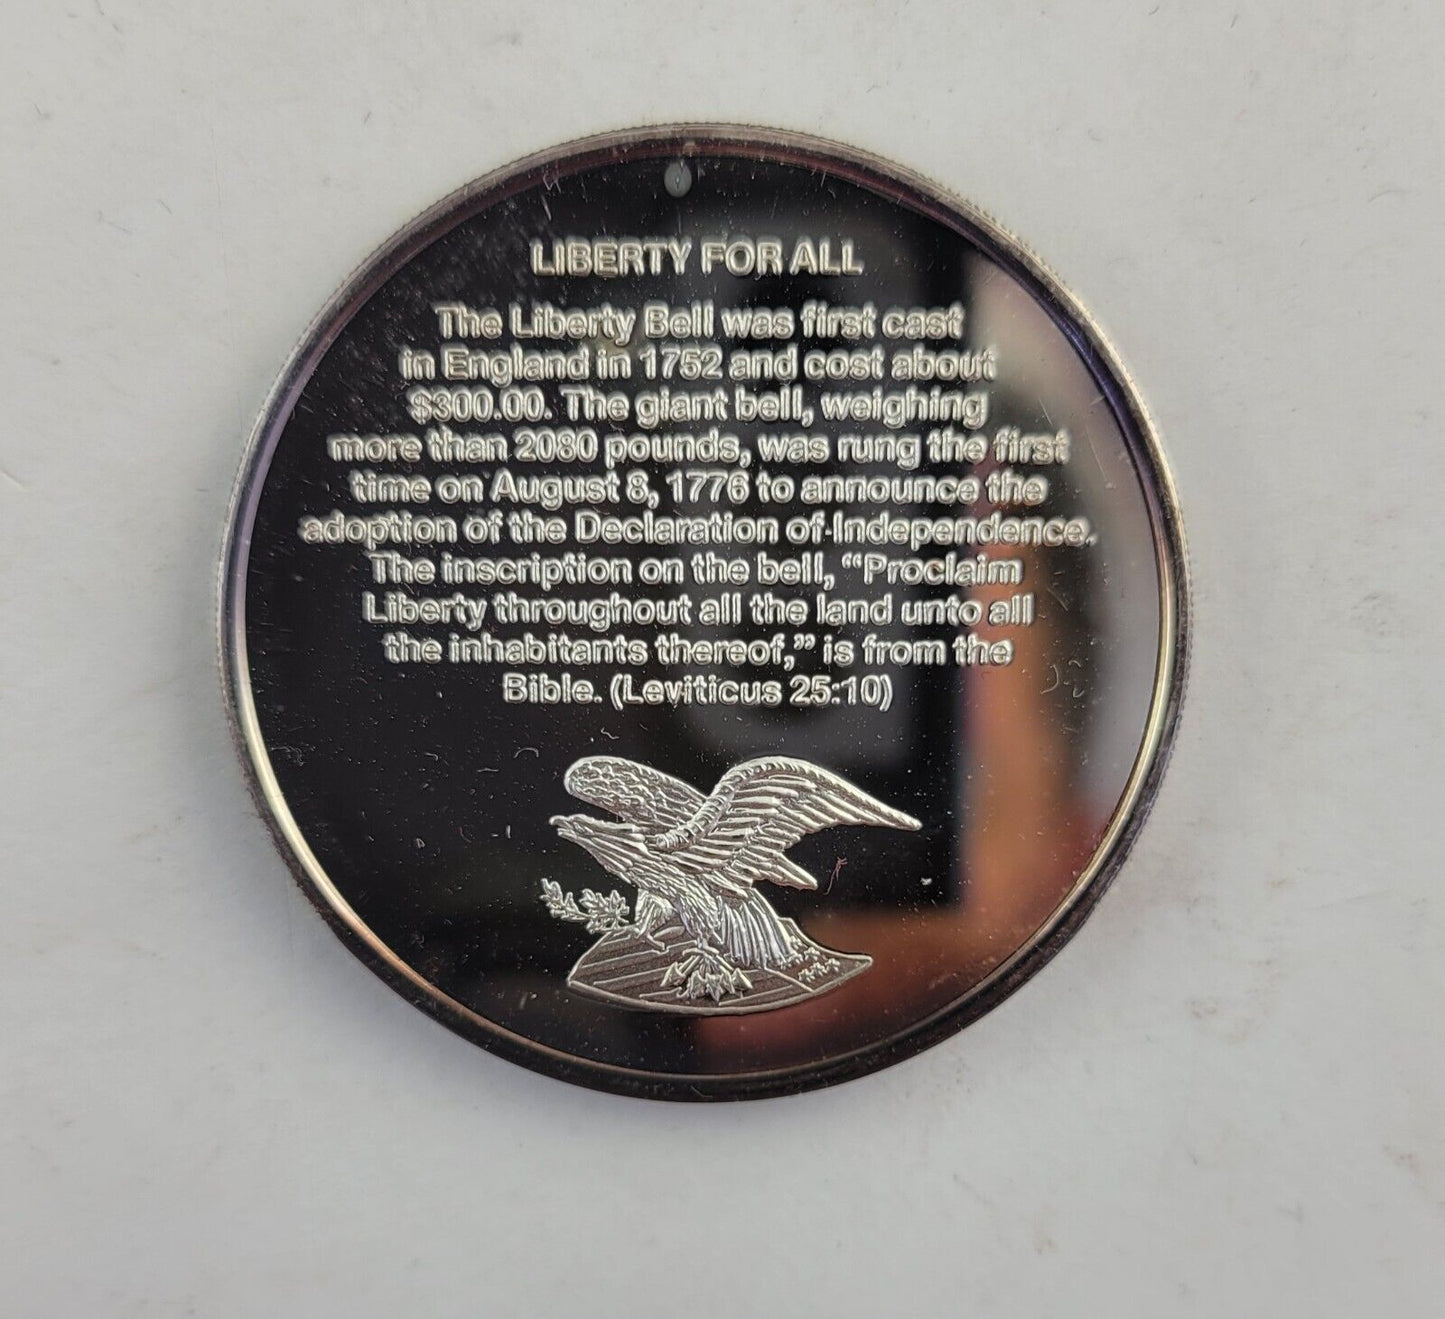 LIBERTY FOR ALL
The Liberty Bell was first cast
in England in 1752 and cost about
$300.00. The giant bell, weighing
more than 2080 pounds, was rung the first
time on August 8, 1776 to announce the
adoption of the Declaration of Independence.
The inscription on the bell, “Proclaim
Liberty throughout all the land unto all
the inhabitants thereof,” is from the
Bible. (Leviticus 25:10)